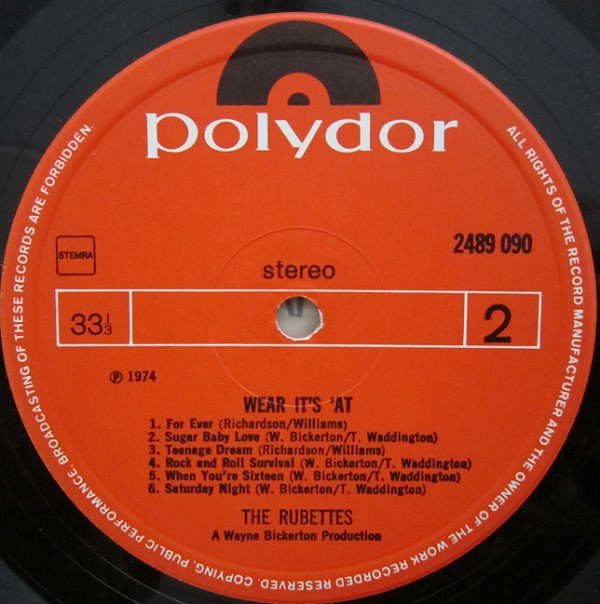 polydor
ALL RIGHTS OF THE RECORD MANUFACTURER AND THE OWNER OF THE WORK RECORDED RESERVED. COPYING, PUBLIC PERFORMANCE, BROADCASTING OF THESE RECORDS ARE FORBIDDEN.
STEMRA
2489 090
stereo
33⅓
2
℗ 1974
WEAR IT'S 'AT
1. For Ever (Richardson/Williams)
2. Sugar Baby Love (W. Bickerton/T. Waddington)
3. Teenage Dream (Richardson/Williams)
4. Rock and Roll Survival (W. Bickerton/T. Waddington)
5. When You're Sixteen (W. Bickerton/T. Waddington)
6. Saturday Night (W. Bickerton/T. Waddington)
THE RUBETTES
A Wayne Bickerton Production